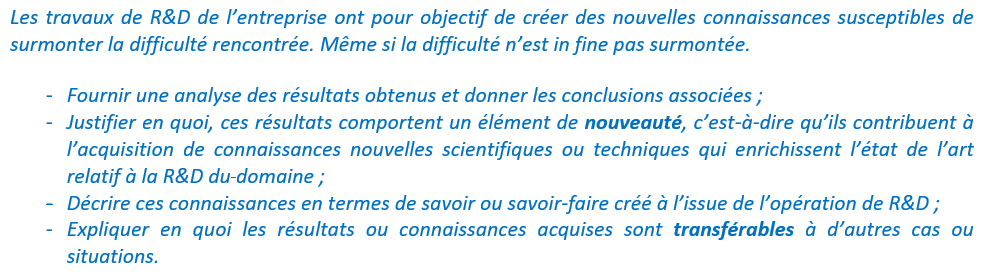 Les travaux de R&D de l’entreprise ont pour objectif de créer des nouvelles connaissances susceptibles de
surmonter la difficulté rencontrée. Même si la difficulté n’est in fine pas surmontée.
- Fournir une analyse des résultats obtenus et donner les conclusions associées ;
- Justifier en quoi, ces résultats comportent un élément de nouveauté, c’est-à-dire qu’ils contribuent à
l’acquisition de connaissances nouvelles scientifiques ou techniques qui enrichissent l’état de l’art
relatif à la R&D du-domaine ;
- Décrire ces connaissances en termes de savoir ou savoir-faire créé à l’issue de l’opération de R&D ;
- Expliquer en quoi les résultats ou connaissances acquises sont transférables à d’autres cas ou
situations.